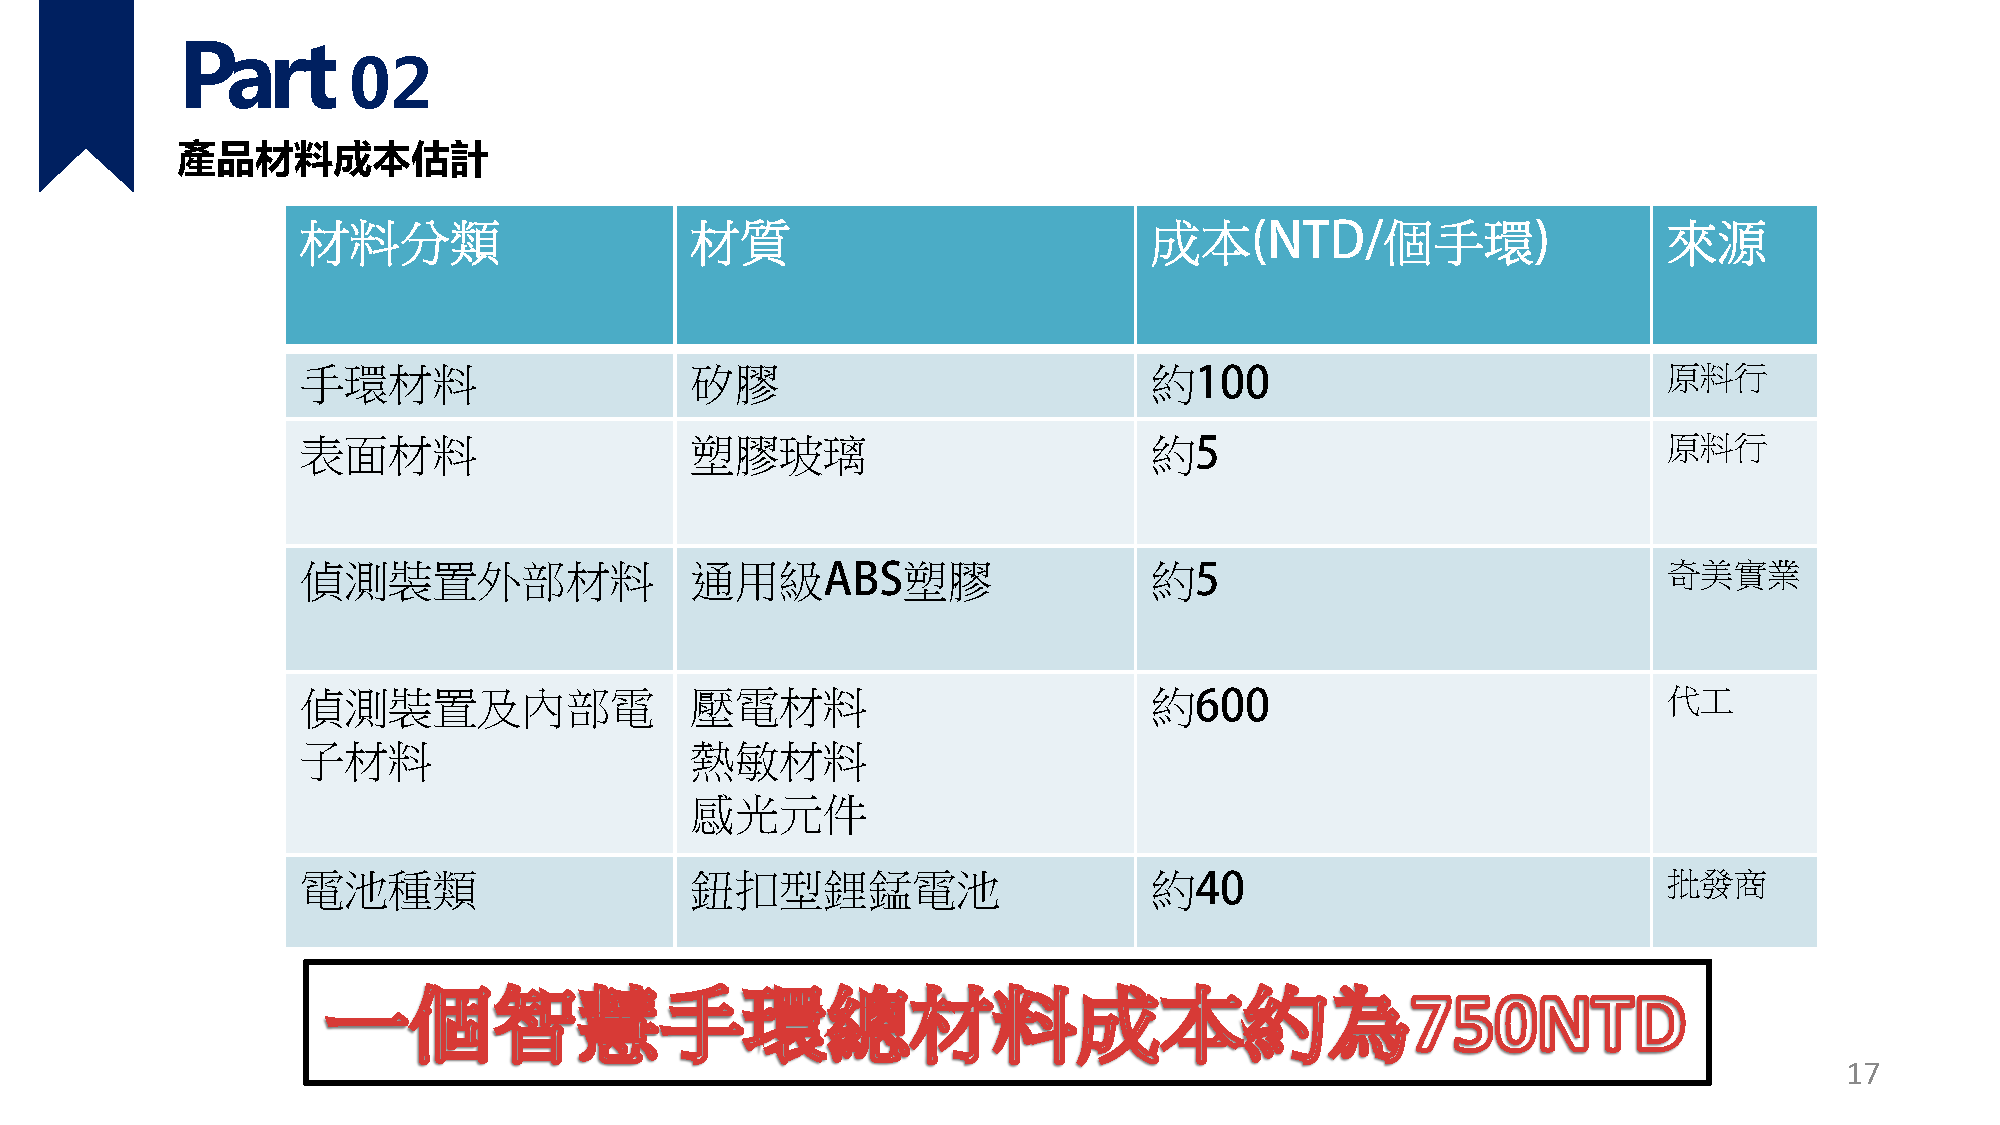 Part 02
產品材料成本估計
材料分類 材質 成本(NTD/個手環) 來源
手環材料 矽膠 約100 原料行
表面材料 塑膠玻璃 約5 原料行
偵測裝置外部材料 通用級ABS塑膠 約5 奇美實業
偵測裝置及內部電 壓電材料 約600 代工
子材料 熱敏材料
感光元件
電池種類 鈕扣型鋰錳電池 約40 批發商
一個智慧手環總材料成本約為750NTD
17